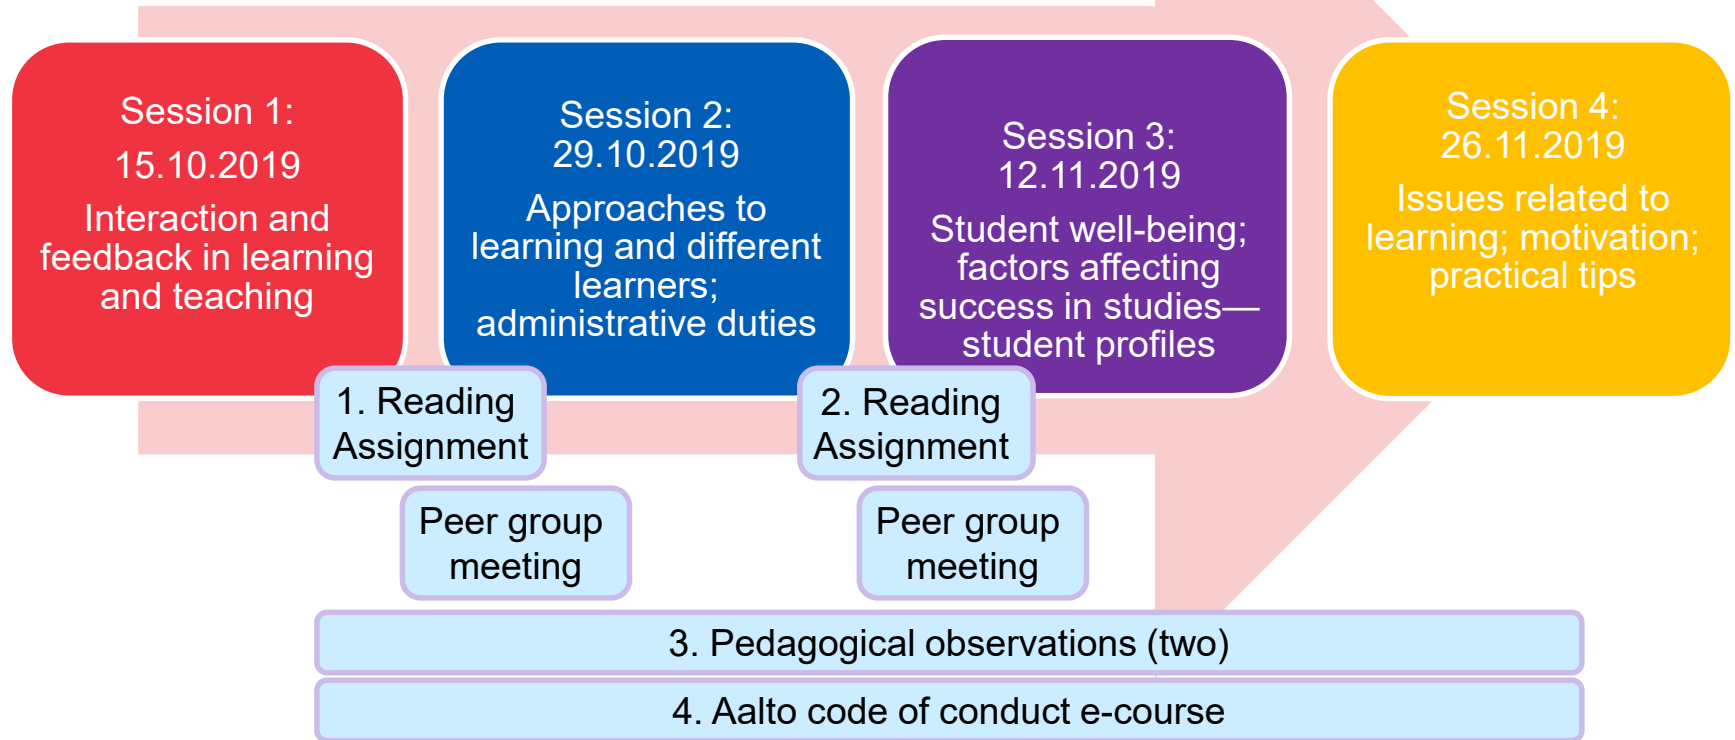 Session 1:
15.10.2019
Interaction and
feedback in learning
and teaching
Session 2:
29.10.2019
Approaches to
learning and different
learners;
administrative duties
Session 3:
12.11.2019
Student well-being;
factors affecting
success in studies—
student profiles
Session 4:
26.11.2019
Issues related to
learning; motivation;
practical tips
1. Reading
Assignment
2. Reading
Assignment
Peer group
meeting
Peer group
meeting
3. Pedagogical observations (two)
4. Aalto code of conduct e-course